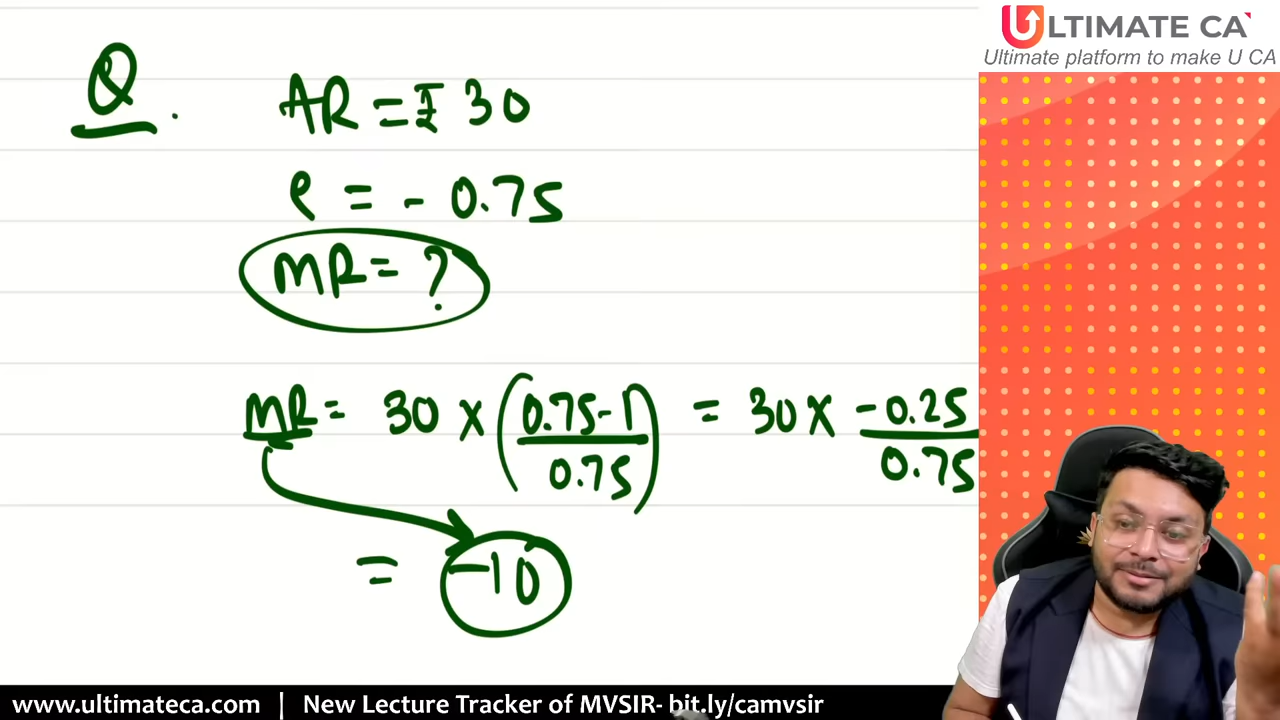 ULTIMATE CA
Ultimate platform to make U CA
Q.
AR = ₹ 30
e = - 0.75
MR = ?
MR = 30 × (0.75-1 / 0.75) = 30 × -0.25 / 0.75
= -10
www.ultimateca.com | New Lecture Tracker of MVSIR- bit.ly/camvsir